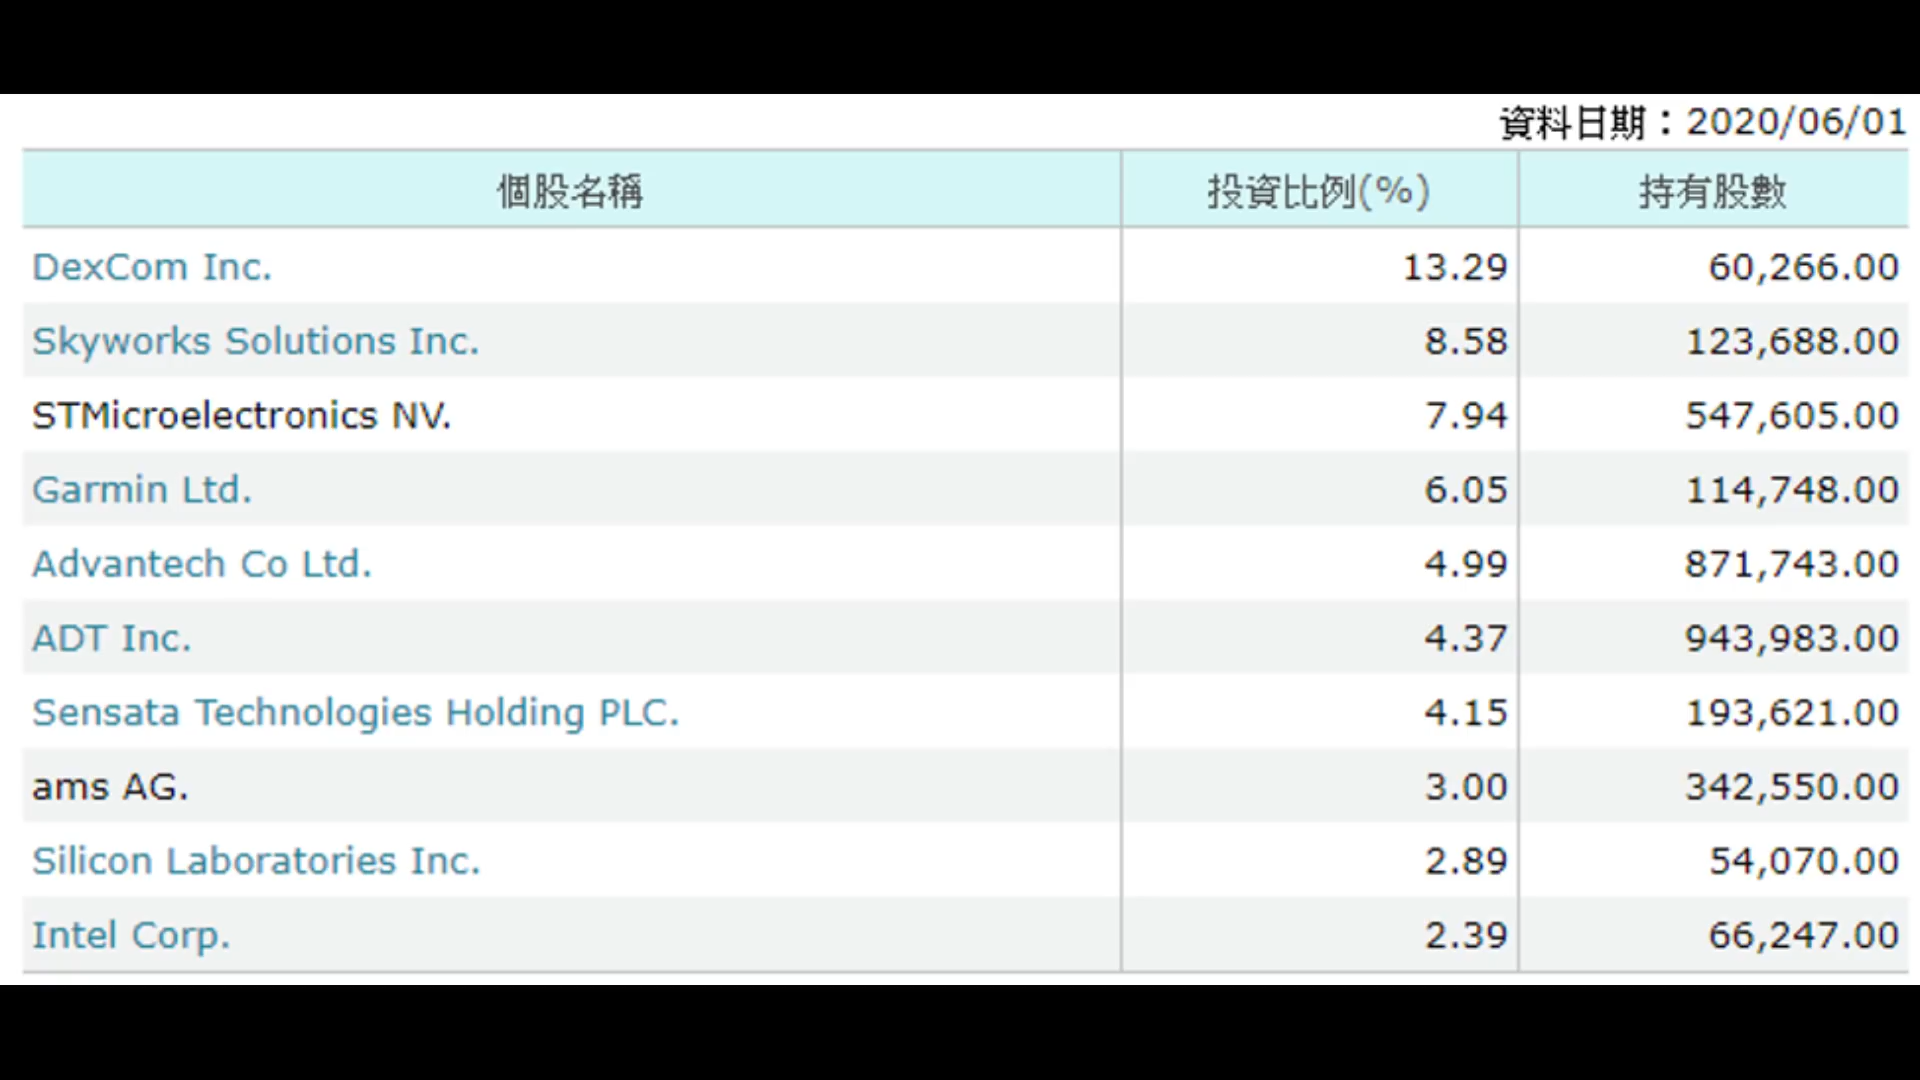 資料日期：2020/06/01
個股名稱 投資比例(%) 持有股數
DexCom Inc. 13.29 60,266.00
Skyworks Solutions Inc. 8.58 123,688.00
STMicroelectronics NV. 7.94 547,605.00
Garmin Ltd. 6.05 114,748.00
Advantech Co Ltd. 4.99 871,743.00
ADT Inc. 4.37 943,983.00
Sensata Technologies Holding PLC. 4.15 193,621.00
ams AG. 3.00 342,550.00
Silicon Laboratories Inc. 2.89 54,070.00
Intel Corp. 2.39 66,247.00